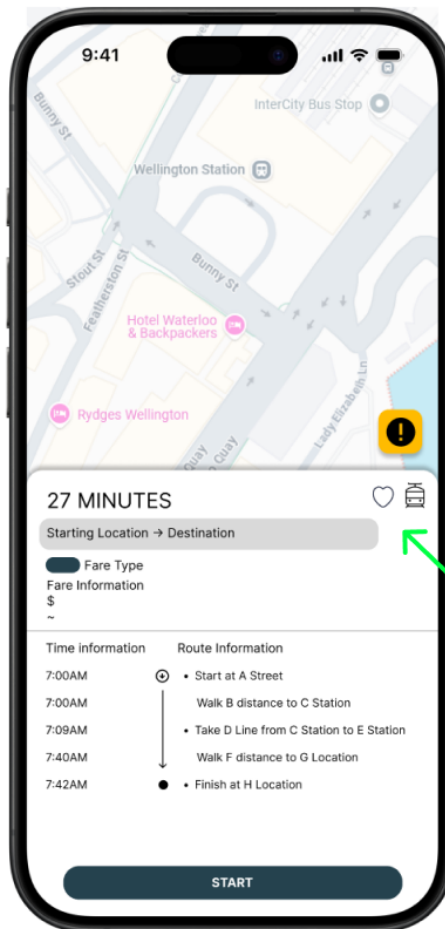 9:41
InterCity Bus Stop
Bunny St
Wellington Station
Stout St
Featherston St
Bunny St
Hotel Waterloo
& Backpackers
Lady Elizabeth Ln
Rydges Wellington
Quay
Quay
27 MINUTES
Starting Location → Destination
Fare Type
Fare Information
$
~
Time information Route Information
7:00AM • Start at A Street
7:00AM Walk B distance to C Station
7:09AM • Take D Line from C Station to E Station
7:40AM Walk F distance to G Location
7:42AM • Finish at H Location
START